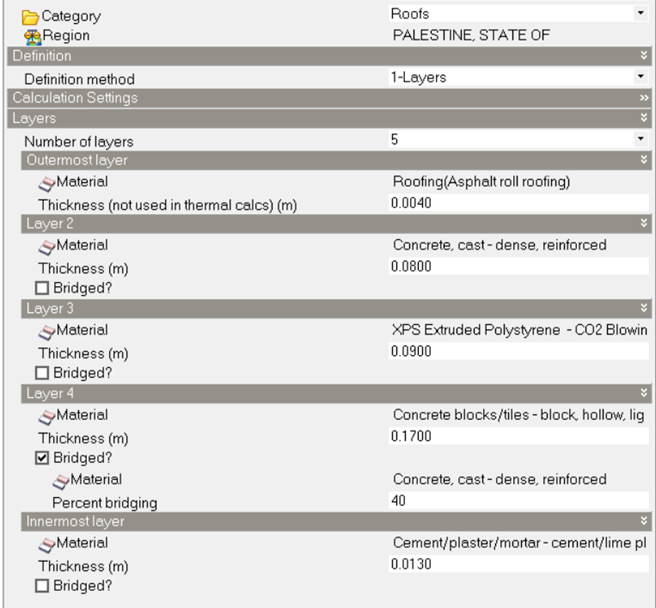 Category Roofs
Region PALESTINE, STATE OF
Definition
Definition method 1-Layers
Calculation Settings
Layers
Number of layers 5
Outermost layer
Material Roofing(Asphalt roll roofing)
Thickness (not used in thermal calcs) (m) 0.0040
Layer 2
Material Concrete, cast - dense, reinforced
Thickness (m) 0.0800
Bridged?
Layer 3
Material XPS Extruded Polystyrene - CO2 Blowin
Thickness (m) 0.0900
Bridged?
Layer 4
Material Concrete blocks/tiles - block, hollow, lig
Thickness (m) 0.1700
Bridged?
Material Concrete, cast - dense, reinforced
Percent bridging 40
Innermost layer
Material Cement/plaster/mortar - cement/lime pl
Thickness (m) 0.0130
Bridged?